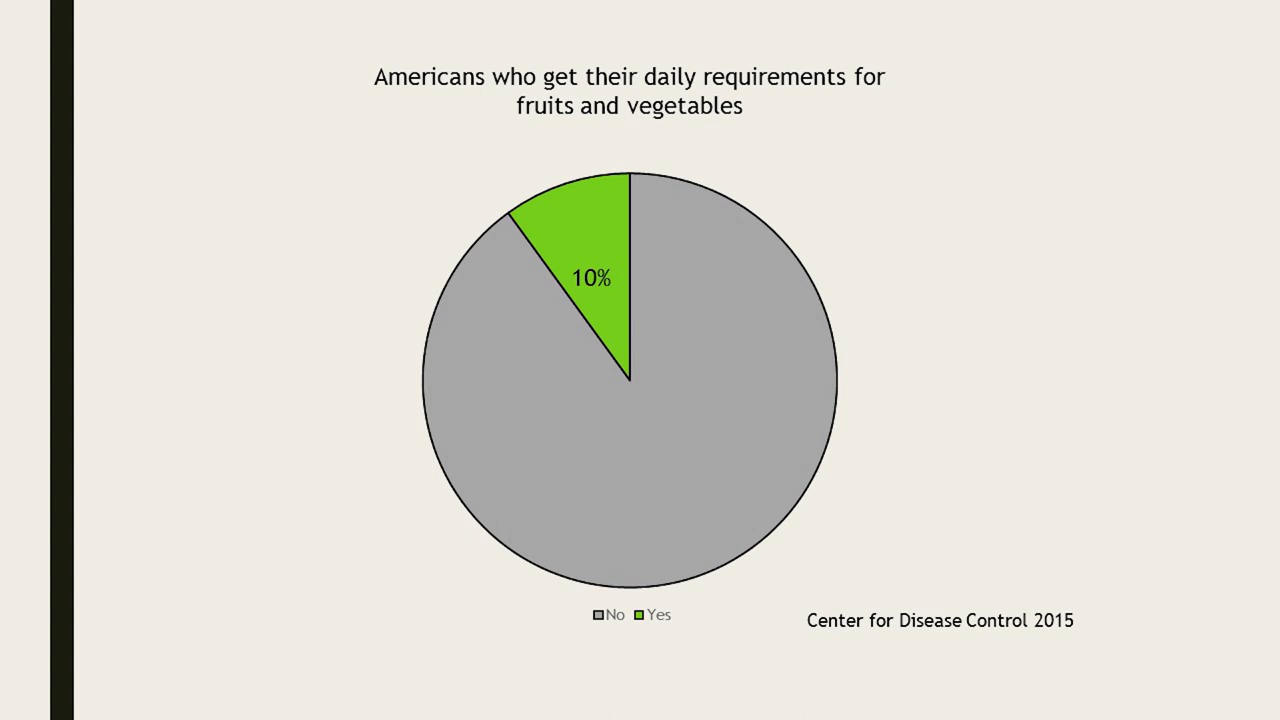 Americans who get their daily requirements for
fruits and vegetables
10%
No Yes
Center for Disease Control 2015